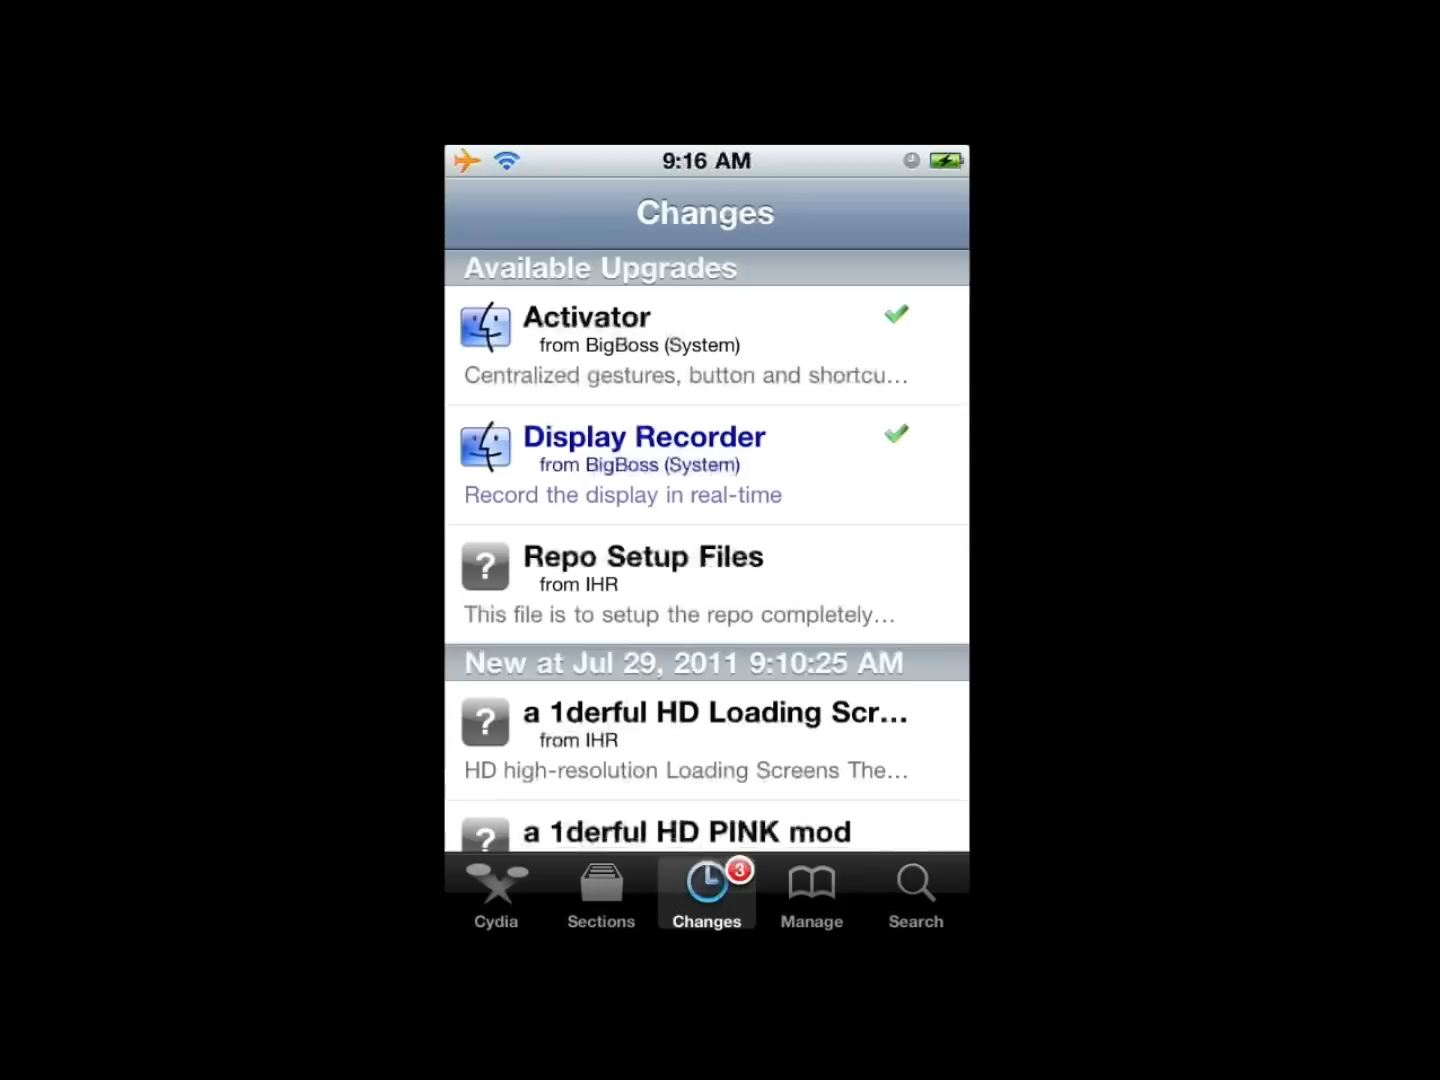 9:16 AM
Changes
Available Upgrades
Activator
from BigBoss (System)
Centralized gestures, button and shortcu...
Display Recorder
from BigBoss (System)
Record the display in real-time
?
Repo Setup Files
from IHR
This file is to setup the repo completely...
New at Jul 29, 2011 9:10:25 AM
?
a 1derful HD Loading Scr...
from IHR
HD high-resolution Loading Screens The...
?
a 1derful HD PINK mod
3
Cydia
Sections
Changes
Manage
Search